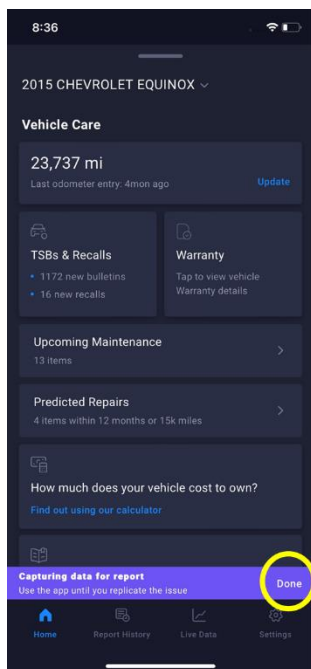 8:36
2015 CHEVROLET EQUINOX
Vehicle Care
23,737 mi
Last odometer entry: 4mon ago
Update
TSBs & Recalls
• 1172 new bulletins
• 16 new recalls
Warranty
Tap to view vehicle
Warranty details
Upcoming Maintenance
13 items
Predicted Repairs
4 items within 12 months or 15k miles
How much does your vehicle cost to own?
Find out using our calculator
Capturing data for report
Use the app until you replicate the issue
Done
Home
Report History
Live Data
Settings